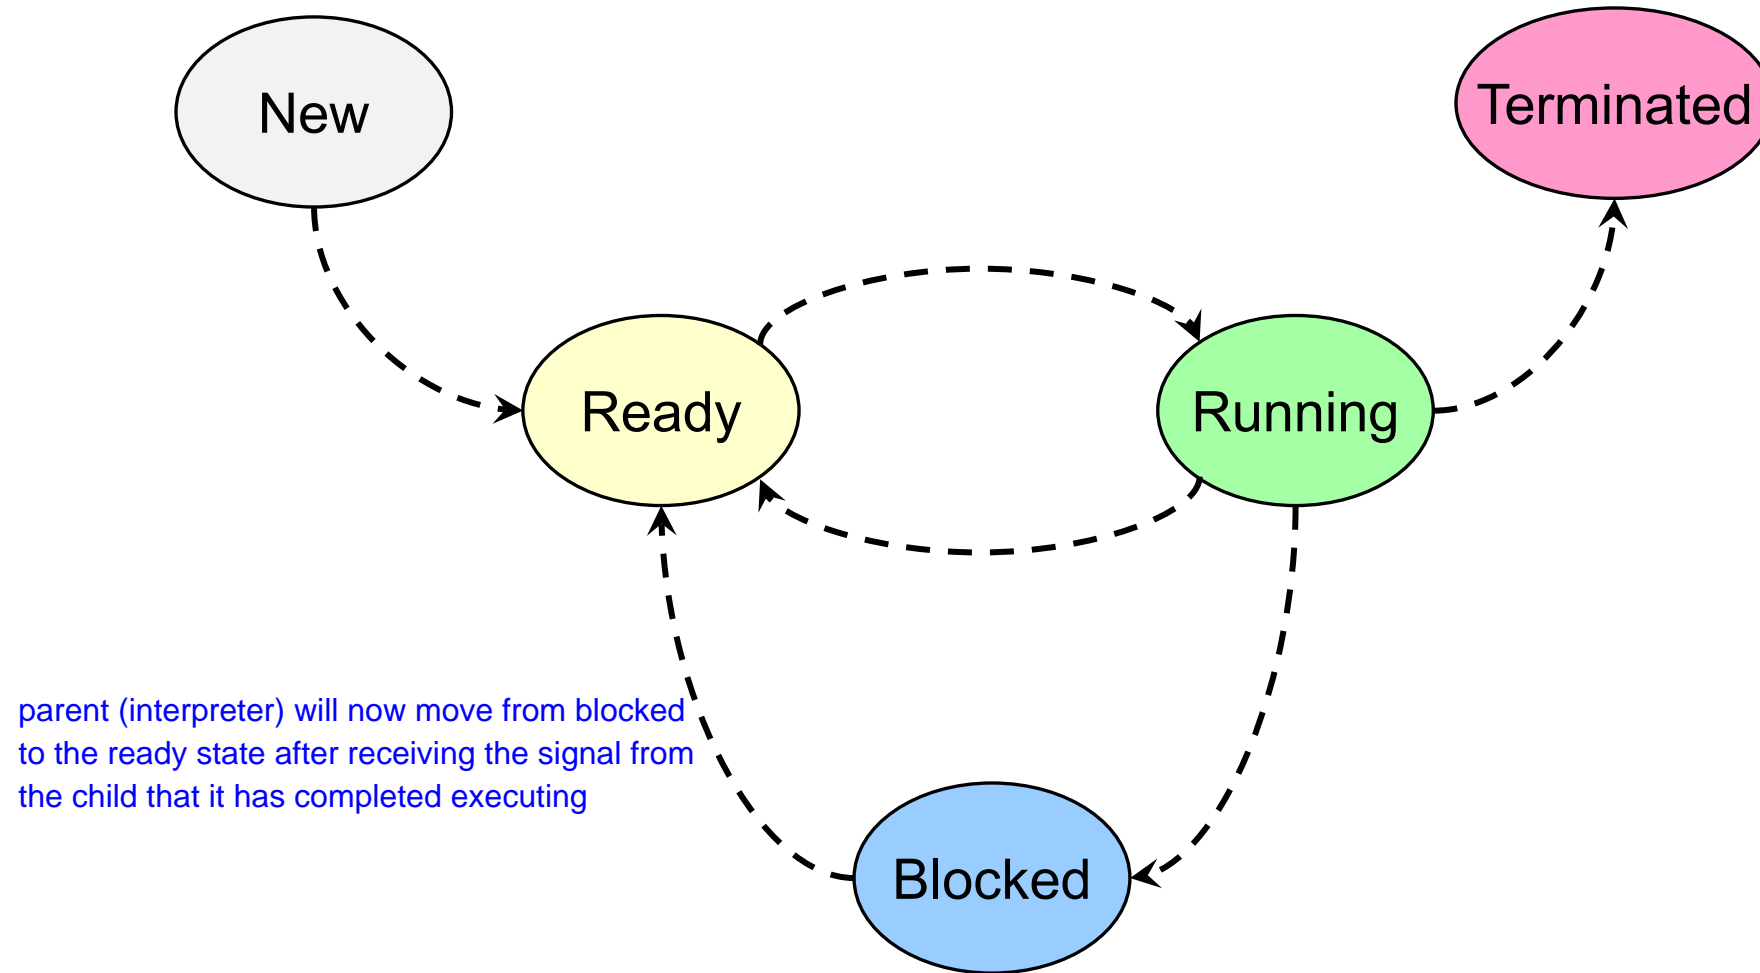 New
Terminated
Ready
Running
parent (interpreter) will now move from blocked
to the ready state after receiving the signal from
the child that it has completed executing
Blocked